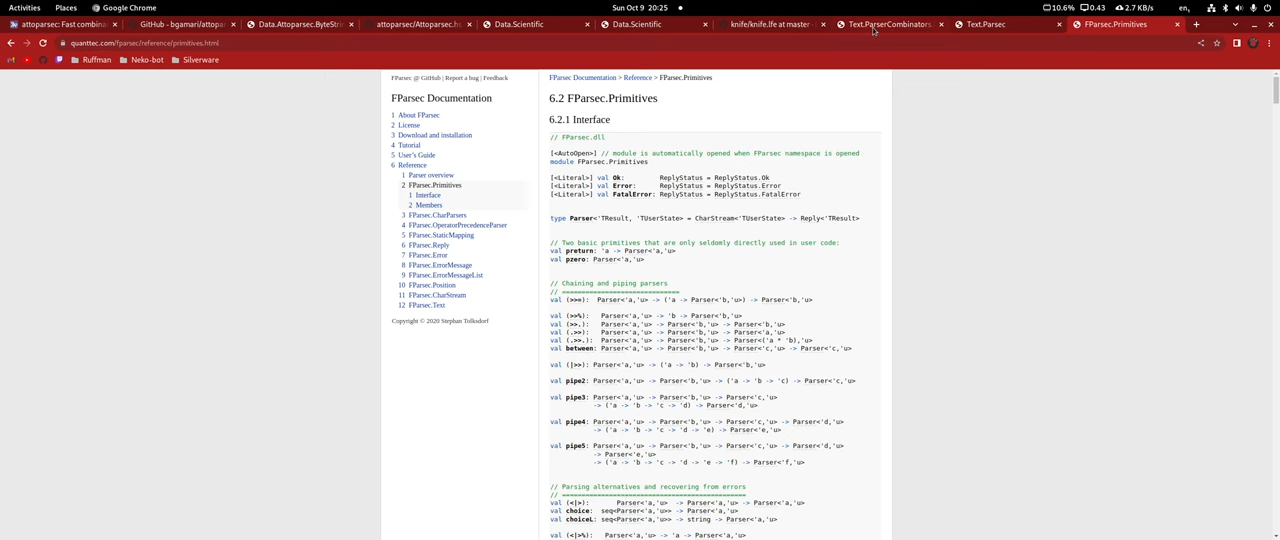 Activities Places Google Chrome Sun Oct 9 20:25 10.6% 0.43 2.7 KB/s en
attoparsec: Fast combin GitHub - bgamari/attopar Data.Attoparsec.ByteStri attoparsec/Attoparsec.h Data.Scientific Data.Scientific knife/knife.lfe at master Text.ParserCombinators. Text.Parsec FParsec.Primitives
quanttec.com/fparsec/reference/primitives.html
Ruffman Neko-bot Silverware
FParsec @ GitHub | Report a bug | Feedback
FParsec Documentation
1 About FParsec
2 License
3 Download and installation
4 Tutorial
5 User's Guide
6 Reference
1 Parser overview
2 FParsec.Primitives
1 Interface
2 Members
3 FParsec.CharParsers
4 FParsec.OperatorPrecedenceParser
5 FParsec.StaticMapping
6 FParsec.Reply
7 FParsec.Error
8 FParsec.ErrorMessage
9 FParsec.ErrorMessageList
10 FParsec.Position
11 FParsec.CharStream
12 FParsec.Text
Copyright © 2020 Stephan Tolksdorf
FParsec Documentation > Reference > FParsec.Primitives
6.2 FParsec.Primitives
6.2.1 Interface
// FParsec.dll
[<AutoOpen>] // module is automatically opened when FParsec namespace is opened
module FParsec.Primitives
[<Literal>] val Ok: ReplyStatus = ReplyStatus.Ok
[<Literal>] val Error: ReplyStatus = ReplyStatus.Error
[<Literal>] val FatalError: ReplyStatus = ReplyStatus.FatalError
type Parser<'TResult, 'TUserState> = CharStream<'TUserState> -> Reply<'TResult>
// Two basic primitives that are only seldomly directly used in user code:
val preturn: 'a -> Parser<'a,'u>
val pzero: Parser<'a,'u>
// Chaining and piping parsers
// =============================
val (>>=): Parser<'a,'u> -> ('a -> Parser<'b,'u>) -> Parser<'b,'u>
val (>>%): Parser<'a,'u> -> 'b -> Parser<'b,'u>
val (>>.): Parser<'a,'u> -> Parser<'b,'u> -> Parser<'b,'u>
val (.>>): Parser<'a,'u> -> Parser<'b,'u> -> Parser<'a,'u>
val (.>>.): Parser<'a,'u> -> Parser<'b,'u> -> Parser<('a * 'b),'u>
val between: Parser<'a,'u> -> Parser<'b,'u> -> Parser<'c,'u> -> Parser<'c,'u>
val (|>>): Parser<'a,'u> -> ('a -> 'b) -> Parser<'b,'u>
val pipe2: Parser<'a,'u> -> Parser<'b,'u> -> ('a -> 'b -> 'c) -> Parser<'c,'u>
val pipe3: Parser<'a,'u> -> Parser<'b,'u> -> Parser<'c,'u>
-> ('a -> 'b -> 'c -> 'd) -> Parser<'d,'u>
val pipe4: Parser<'a,'u> -> Parser<'b,'u> -> Parser<'c,'u> -> Parser<'d,'u>
-> ('a -> 'b -> 'c -> 'd -> 'e) -> Parser<'e,'u>
val pipe5: Parser<'a,'u> -> Parser<'b,'u> -> Parser<'c,'u> -> Parser<'d,'u>
-> Parser<'e,'u>
-> ('a -> 'b -> 'c -> 'd -> 'e -> 'f) -> Parser<'f,'u>
// Parsing alternatives and recovering from errors
// ==============================================
val (<|>): Parser<'a,'u> -> Parser<'a,'u> -> Parser<'a,'u>
val choice: seq<Parser<'a,'u>> -> Parser<'a,'u>
val choiceL: seq<Parser<'a,'u>> -> string -> Parser<'a,'u>
val (<|>%): Parser<'a,'u> -> 'a -> Parser<'a,'u>